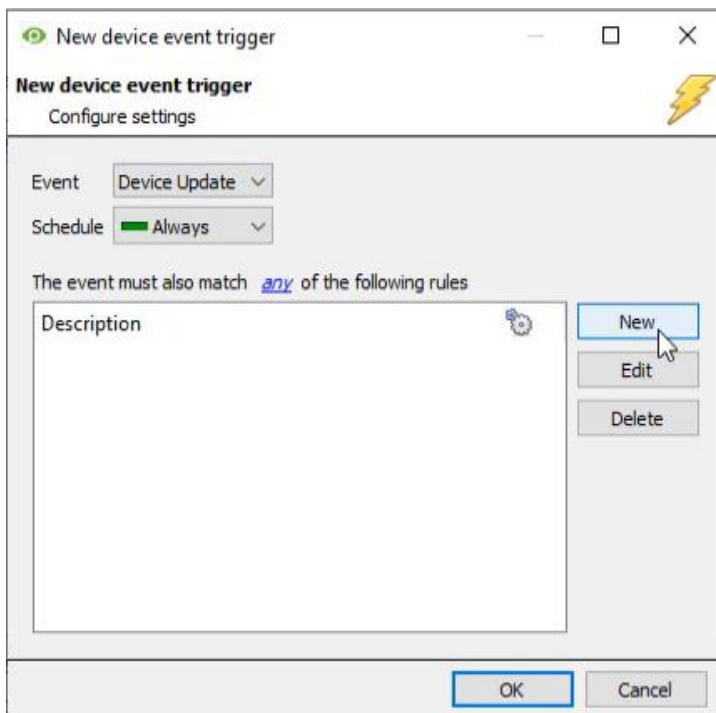 New device event trigger
New device event trigger
Configure settings
Event Device Update
Schedule Always
The event must also match any of the following rules
Description
New
Edit
Delete
OK Cancel